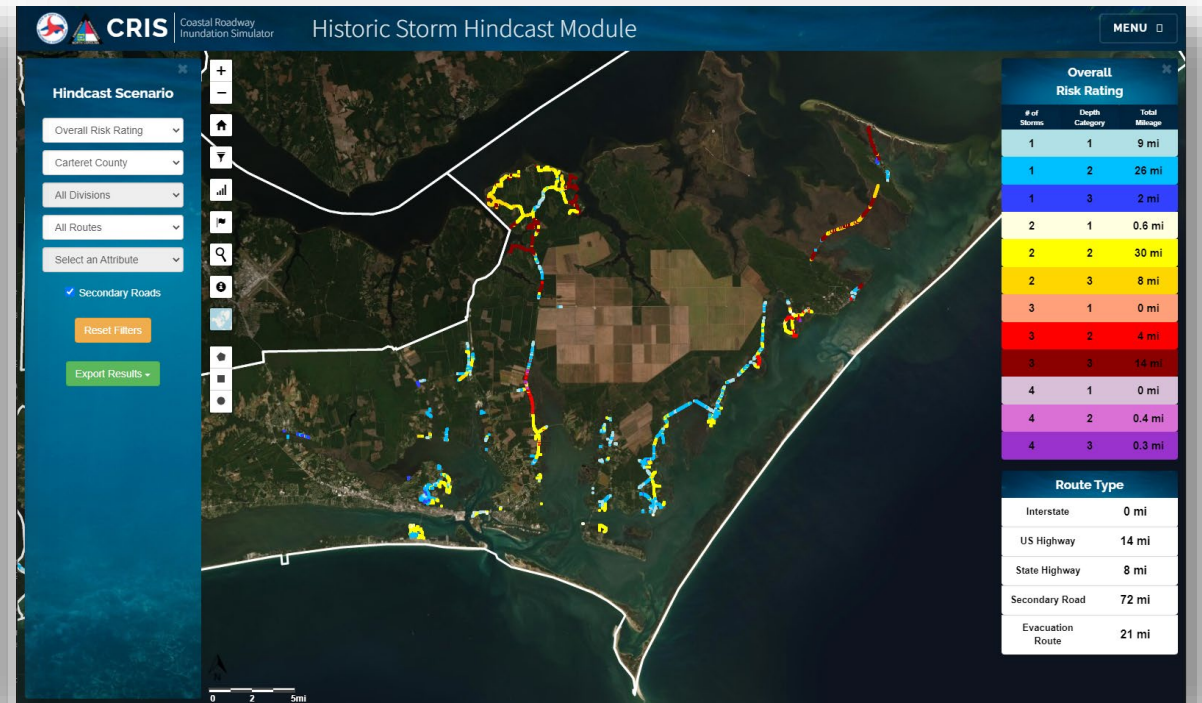 CRIS
Coastal Roadway
Inundation Simulator
Historic Storm Hindcast Module
MENU
Hindcast Scenario
Overall Risk Rating
Carteret County
All Divisions
All Routes
Select an Attribute
Secondary Roads
Reset Filters
Export Results
+
−
N
0 2 5mi
Overall
Risk Rating
# of Storms Depth Category Total Mileage
1 1 9 mi
1 2 26 mi
1 3 2 mi
2 1 0.6 mi
2 2 30 mi
2 3 8 mi
3 1 0 mi
3 2 4 mi
3 3 14 mi
4 1 0 mi
4 2 0.4 mi
4 3 0.3 mi
Route Type
Interstate 0 mi
US Highway 14 mi
State Highway 8 mi
Secondary Road 72 mi
Evacuation Route 21 mi